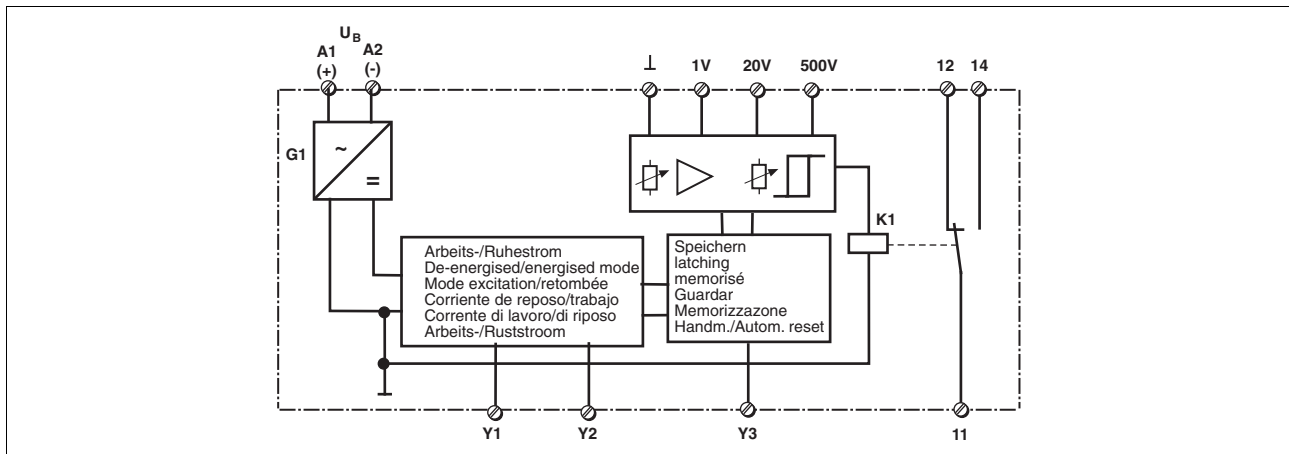 U_B
A1 A2 ⊥ 1V 20V 500V 12 14
(+) (-)
G1
~
=
K1
Arbeits-/Ruhestrom
De-energised/energised mode
Mode excitation/retombée
Corriente de reposo/trabajo
Corrente di lavoro/di riposo
Arbeits-/Ruststroom
Speichern
latching
memorisé
Guardar
Memorizzazone
Handm./Autom. reset
Y1 Y2 Y3 11